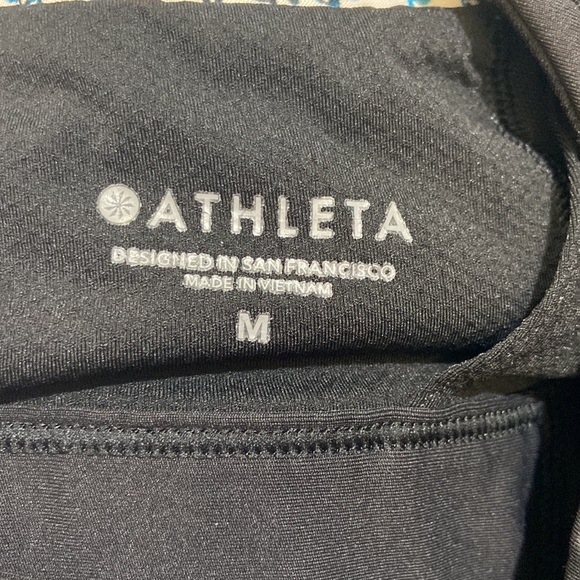 ATHLETA
DESIGNED IN SAN FRANCISCO
MADE IN VIETNAM
M